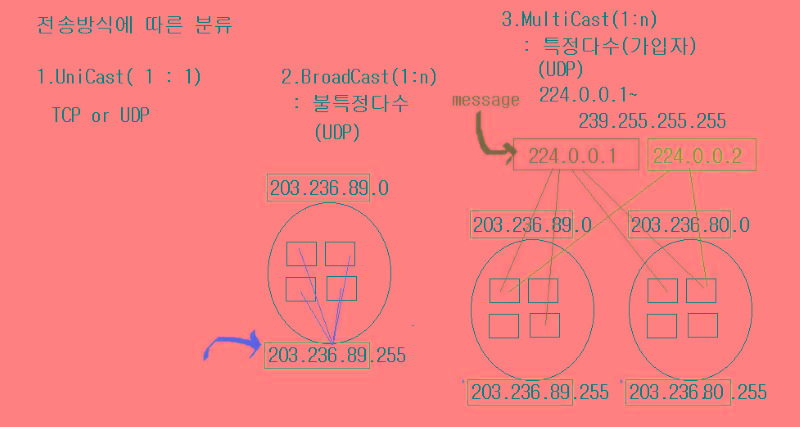 전송방식에 따른 분류
1.UniCast( 1 : 1)
TCP or UDP
2.BroadCast(1:n)
: 불특정다수
(UDP)
203.236.89.0
203.236.89.255
3.MultiCast(1:n)
: 특정다수(가입자)
(UDP)
224.0.0.1~
239.255.255.255
message
224.0.0.1
224.0.0.2
203.236.89.0
203.236.80.0
203.236.89.255
203.236.80.255